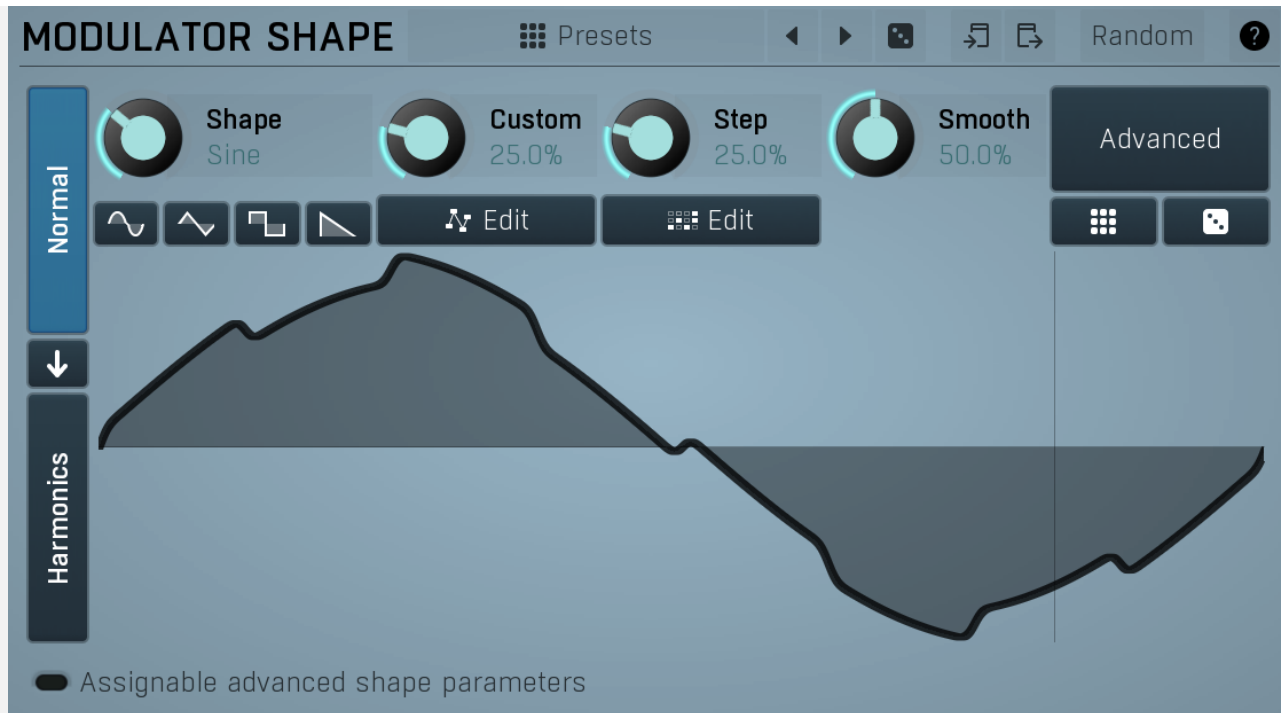 MODULATOR SHAPE Presets Random ?
Shape Custom Step Smooth
Sine 25.0% 25.0% 50.0%
Advanced
Normal
Edit Edit
Harmonics
Assignable advanced shape parameters